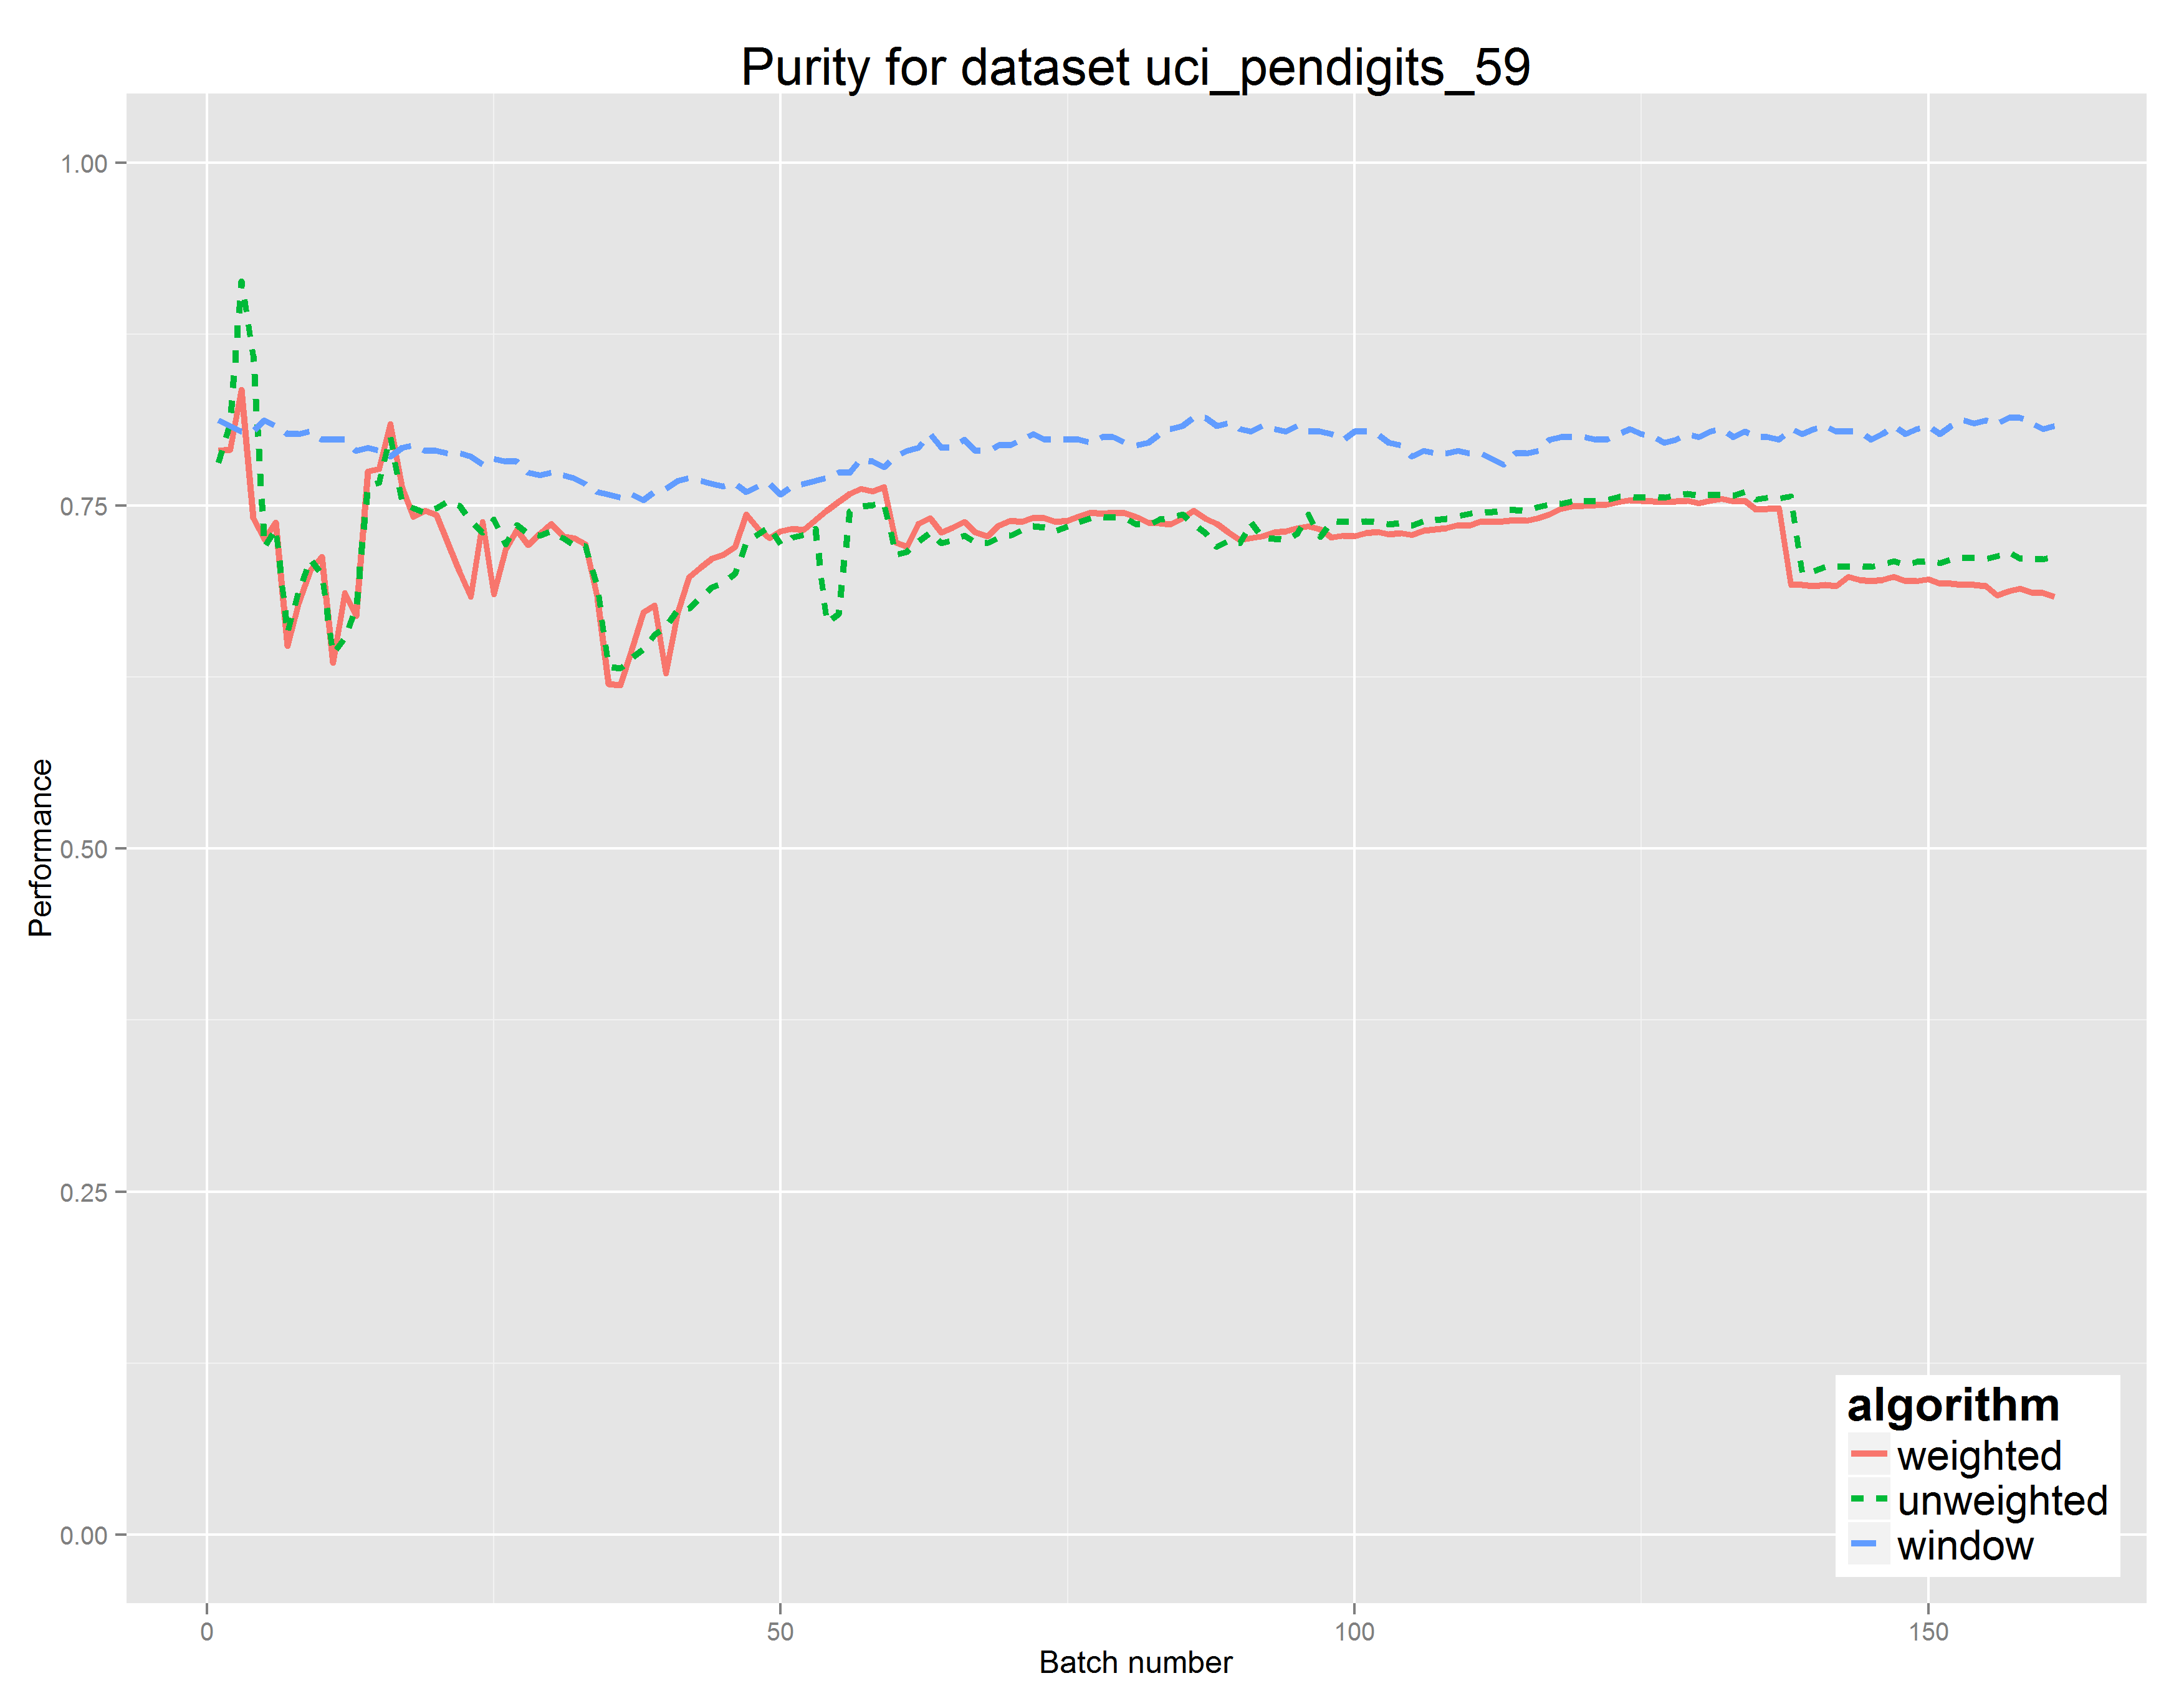 Purity for dataset uci_pendigits_59
1.00
0.75
0.50
0.25
0.00
Performance
0
50
100
150
Batch number
algorithm
weighted
unweighted
window